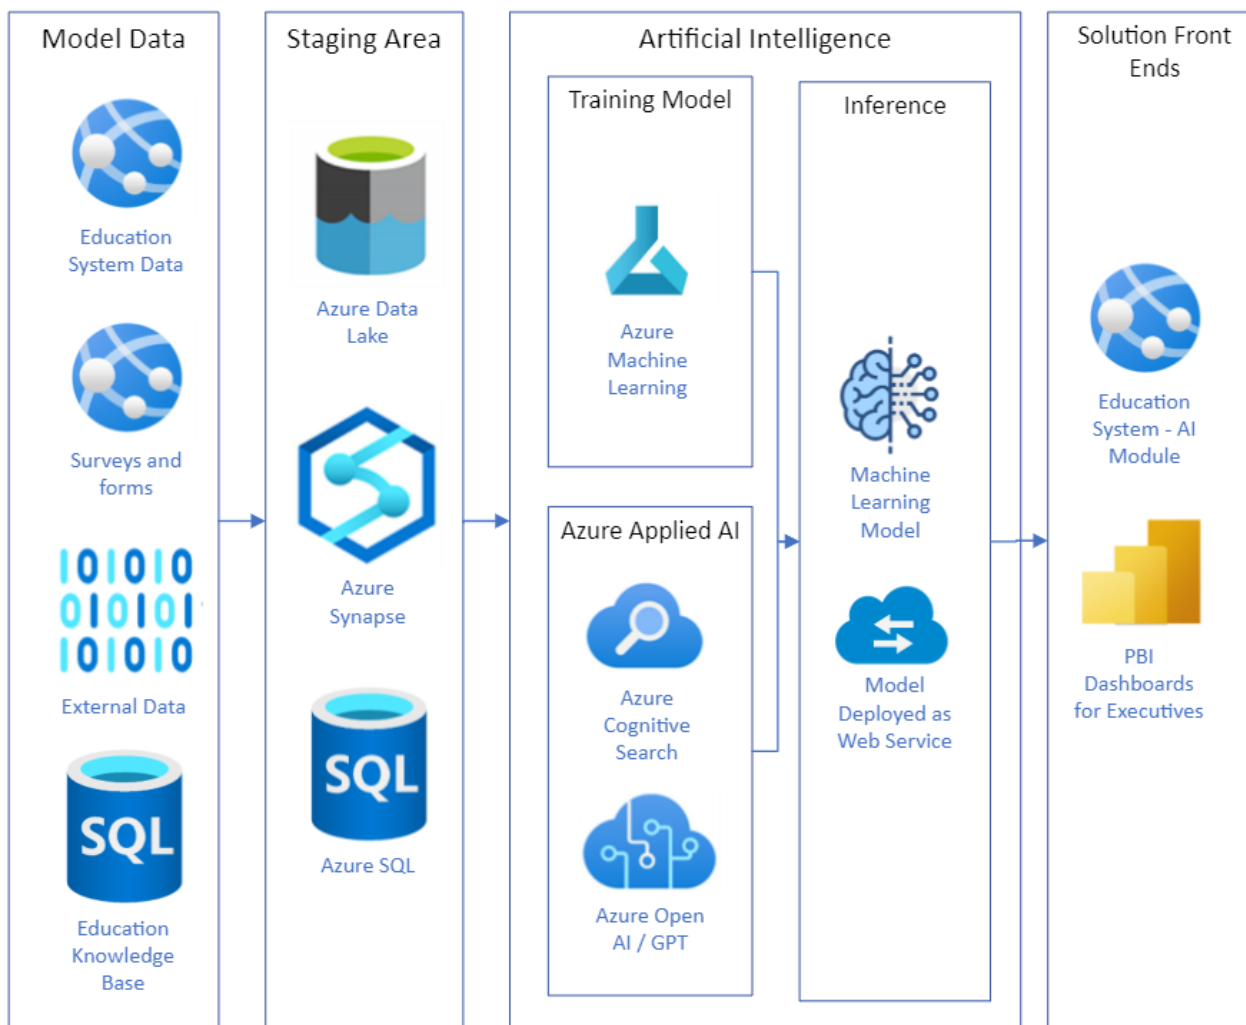 Model Data
Education
System Data
Surveys and
forms
101010
010101
101010
External Data
SQL
Education
Knowledge
Base
Staging Area
Azure Data
Lake
Azure
Synapse
SQL
Azure SQL
Artificial Intelligence
Training Model
Azure
Machine
Learning
Azure Applied AI
Azure
Cognitive
Search
Azure Open
AI / GPT
Inference
Machine
Learning
Model
Model
Deployed as
Web Service
Solution Front
Ends
Education
System - AI
Module
PBI
Dashboards
for Executives